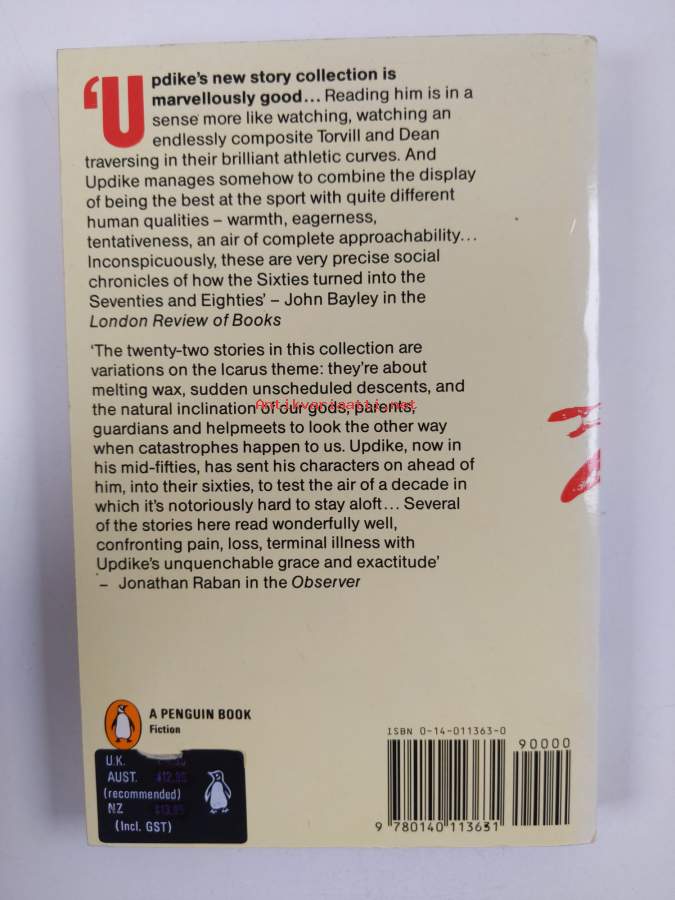 ‘Updike's new story collection is
marvellously good... Reading him is in a
sense more like watching, watching an
endlessly composite Torvill and Dean
traversing in their brilliant athletic curves. And
Updike manages somehow to combine the display
of being the best at the sport with quite different
human qualities – warmth, eagerness,
tentativeness, an air of complete approachability...
Inconspicuously, these are very precise social
chronicles of how the Sixties turned into the
Seventies and Eighties’ – John Bayley in the
London Review of Books
‘The twenty-two stories in this collection are
variations on the Icarus theme: they're about
melting wax, sudden unscheduled descents, and
the natural inclination of our gods, parents,
Antikvariaatti.net
guardians and helpmeets to look the other way
when catastrophes happen to us. Updike, now in
his mid-fifties, has sent his characters on ahead of
him, into their sixties, to test the air of a decade in
which it's notoriously hard to stay aloft... Several
of the stories here read wonderfully well,
confronting pain, loss, terminal illness with
Updike's unquenchable grace and exactitude’
– Jonathan Raban in the Observer
A PENGUIN BOOK
Fiction
U.K.
AUST. $12.95
(recommended)
NZ $13.95
(Incl. GST)
ISBN 0-14-011363-0
90000
9 780140 113631